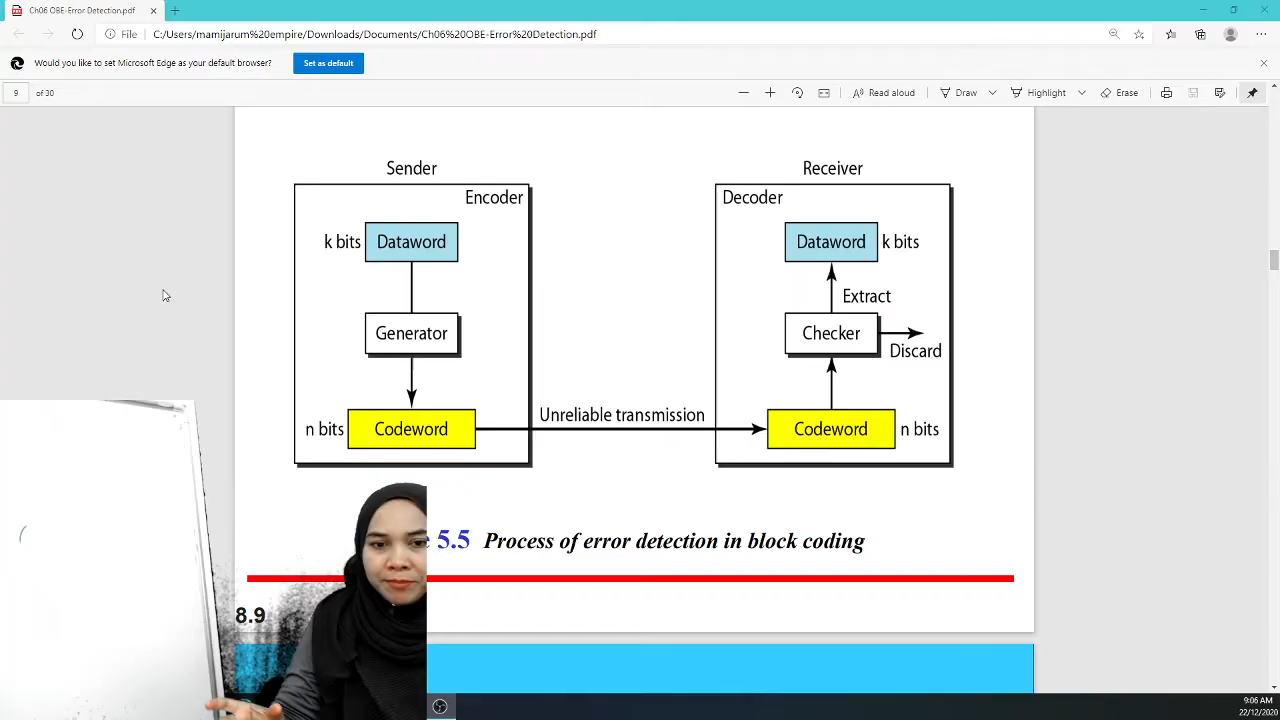 Ch06 OBE-Error Detection.pdf
File
C:/Users/mamijarum%20empire/Downloads/Documents/Ch06%20OBE-Error%20Detection.pdf
Would you like to set Microsoft Edge as your default browser?
Set as default
9 of 30
Read aloud
Draw
Highlight
Erase
Sender
Receiver
Encoder
Decoder
k bits
Dataword
Dataword
k bits
Extract
Generator
Checker
Discard
Unreliable transmission
n bits
Codeword
Codeword
n bits
5.5 Process of error detection in block coding
8.9
9:06 AM
22/12/2020